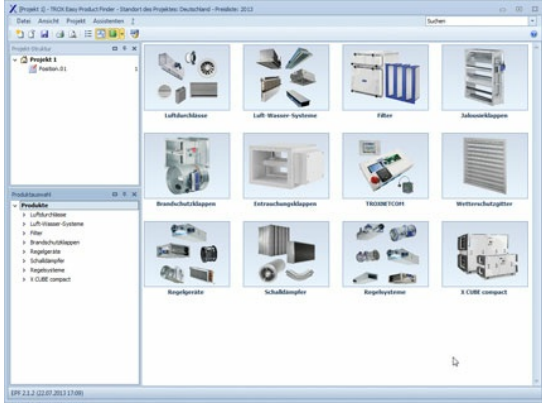 [Projekt 1] - TROX Easy Product Finder - Standort des Projektes: Deutschland - Preisliste: 2013
Datei Ansicht Projekt Assistenten ?
Suchen
Projekt-Struktur
Projekt 1
Position.01 1
Produktauswahl
Produkte
Luftdurchlässe
Luft-Wasser-Systeme
Filter
Brandschutzklappen
Regelgeräte
Schalldämpfer
Regelsysteme
X CUBE compact
Luftdurchlässe
Luft-Wasser-Systeme
Filter
Jalousieklappen
Brandschutzklappen
Entrauchungsklappen
TROXNETCOM
Wetterschutzgitter
Regelgeräte
Schalldämpfer
Regelsysteme
X CUBE compact
EPF 2.1.2 (22.07.2013 17:00)